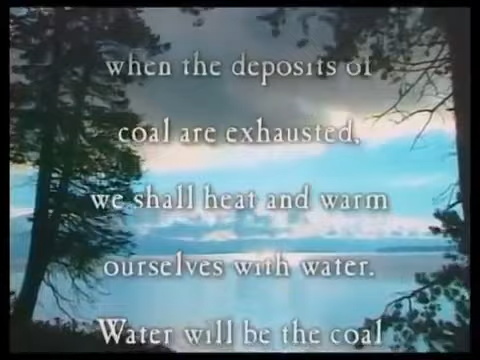 when the deposits of
coal are exhausted,
we shall heat and warm
ourselves with water.
Water will be the coal